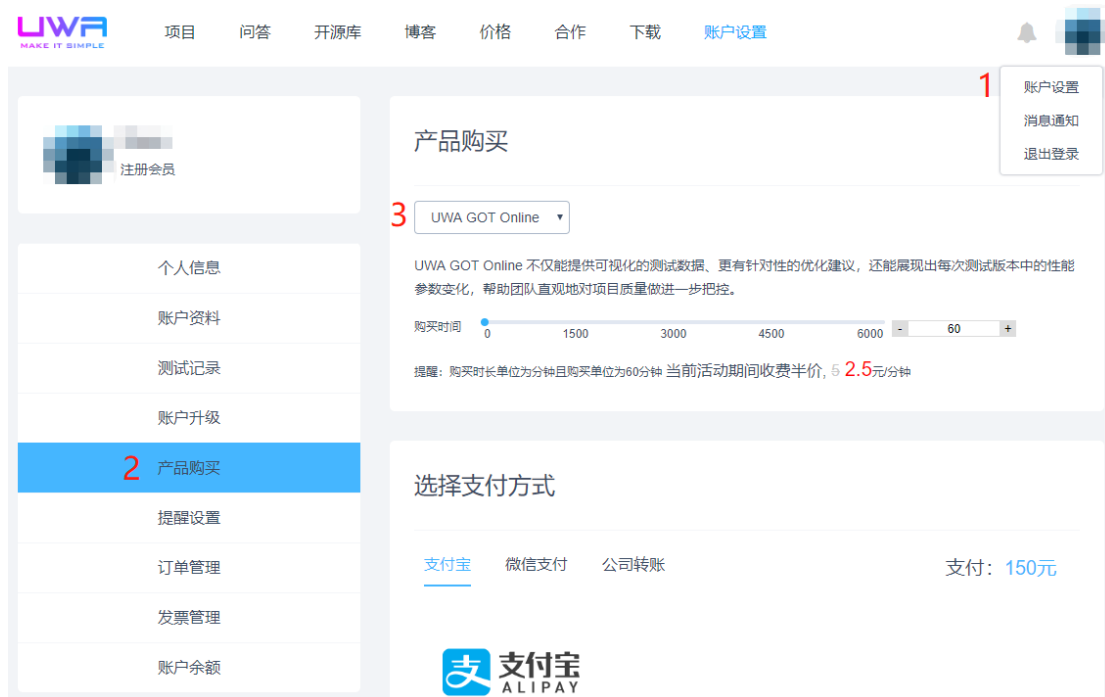 UWA
MAKE IT SIMPLE
项目 问答 开源库 博客 价格 合作 下载 账户设置
1
账户设置
消息通知
退出登录
注册会员
个人信息
账户资料
测试记录
账户升级
2 产品购买
提醒设置
订单管理
发票管理
账户余额
产品购买
3 UWA GOT Online
UWA GOT Online 不仅能提供可视化的测试数据、更有针对性的优化建议，还能展现出每次测试版本中的性能
参数变化，帮助团队直观地对项目质量做进一步把控。
购买时间 0 1500 3000 4500 6000 - 60 +
提醒：购买时长单位为分钟且购买单位为60分钟 当前活动期间收费半价, 5 2.5元/分钟
选择支付方式
支付宝 微信支付 公司转账 支付：150元
支 支付宝
ALIPAY